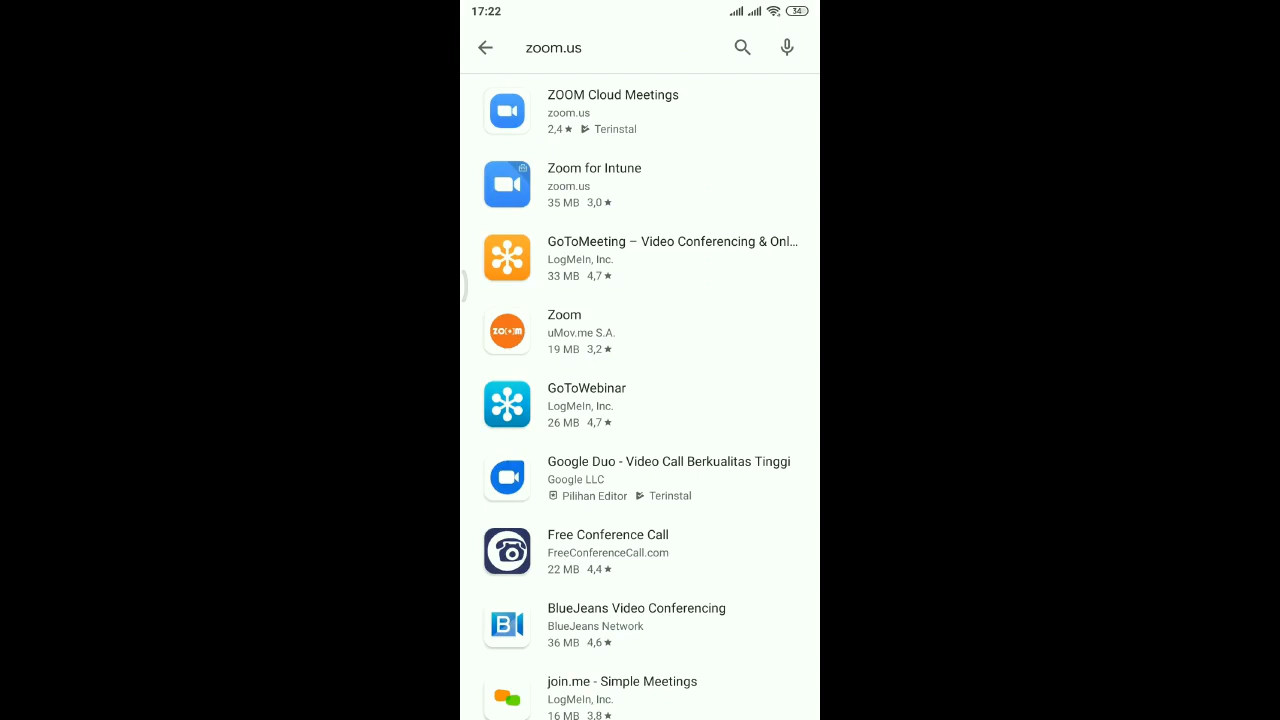 17:22
34
zoom.us
ZOOM Cloud Meetings
zoom.us
2,4 Terinstal
Zoom for Intune
zoom.us
35 MB 3,0
GoToMeeting – Video Conferencing & Onl...
LogMeIn, Inc.
33 MB 4,7
zoom
Zoom
uMov.me S.A.
19 MB 3,2
GoToWebinar
LogMeIn, Inc.
26 MB 4,7
Google Duo - Video Call Berkualitas Tinggi
Google LLC
Pilihan Editor Terinstal
Free Conference Call
FreeConferenceCall.com
22 MB 4,4
B
BlueJeans Video Conferencing
BlueJeans Network
36 MB 4,6
join.me - Simple Meetings
LogMeIn, Inc.
16 MB 3,8